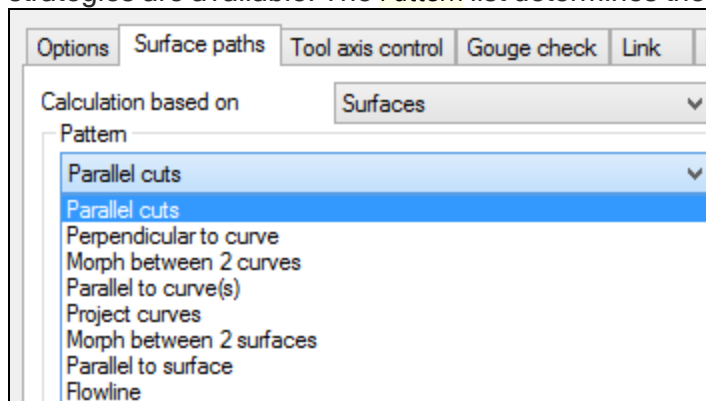 strategies are available. The Pattern list determines the
Options Surface paths Tool axis control Gouge check Link
Calculation based on Surfaces
Pattern
Parallel cuts
Parallel cuts
Perpendicular to curve
Morph between 2 curves
Parallel to curve(s)
Project curves
Morph between 2 surfaces
Parallel to surface
Flowline